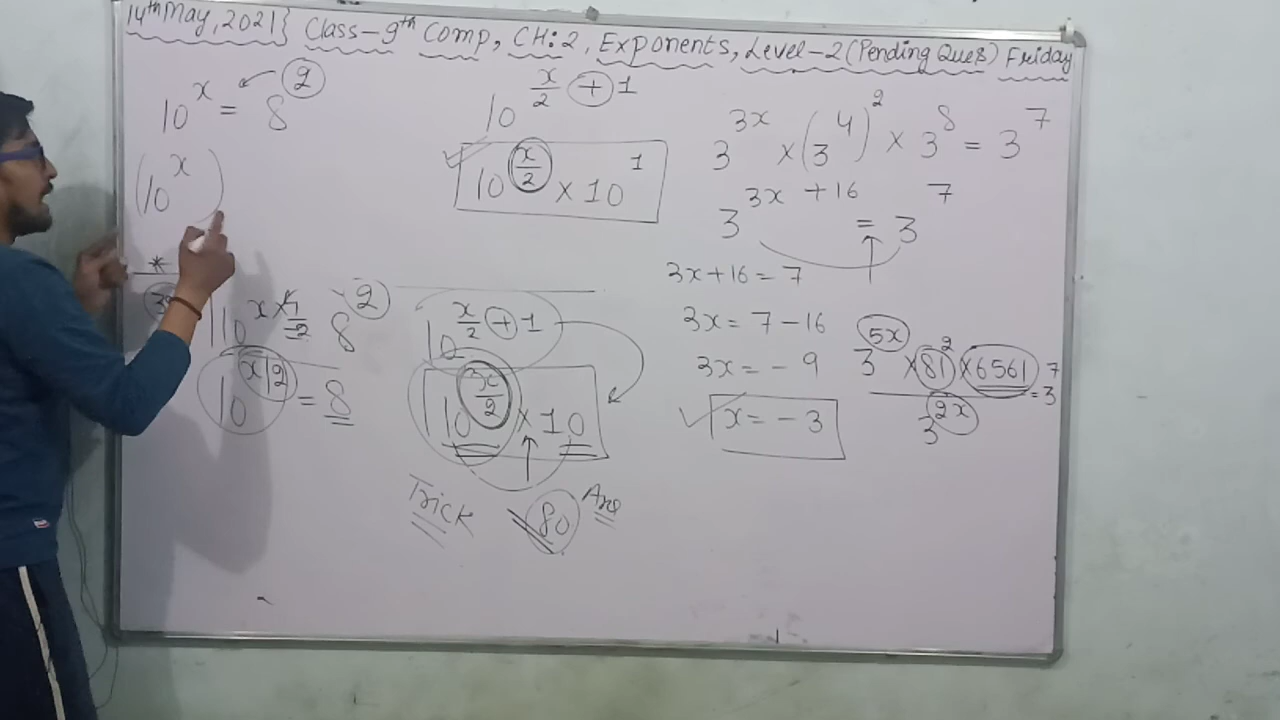 14th May, 2021} Class-9th Comp, CH:2, Exponents, Level-2 (Pending Ques) Friday
10^x = 8^2
(10^x)
*
10^(x×1/2) 8^2
10^(x/2) = 8
10^(x/2 + 1)
10^(x/2) × 10^1
10^(x/2 + 1)
10^(x/2) × 10
Trick 80 Ans
3^(3x) × (3^4)^2 × 3^8 = 3^7
3^(3x+16) = 3^7
3x+16 = 7
3x = 7-16
3x = -9
x = -3
3^(5x) × 81^2 × 6561 / 3^(2x) = 3^7